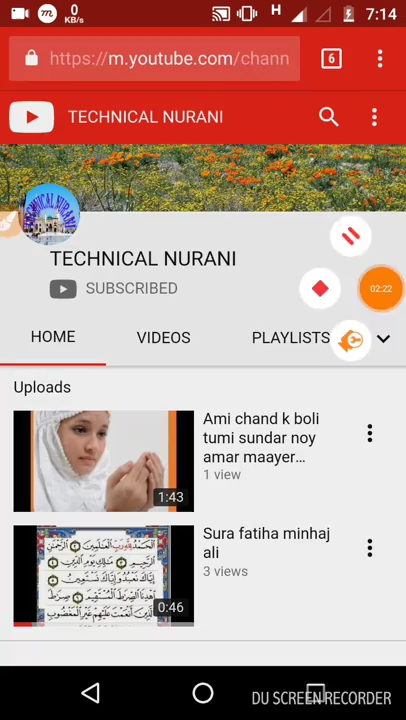 0
KB/s
H
7:14
https://m.youtube.com/chann
6
TECHNICAL NURANI
TECHNICAL NURANI
TECHNICAL NURANI
SUBSCRIBED
02:22
HOME
VIDEOS
PLAYLISTS
Uploads
Ami chand k boli
tumi sundar noy
amar maayer...
1 view
1:43
Sura fatiha minhaj
ali
3 views
0:46
DU SCREEN RECORDER